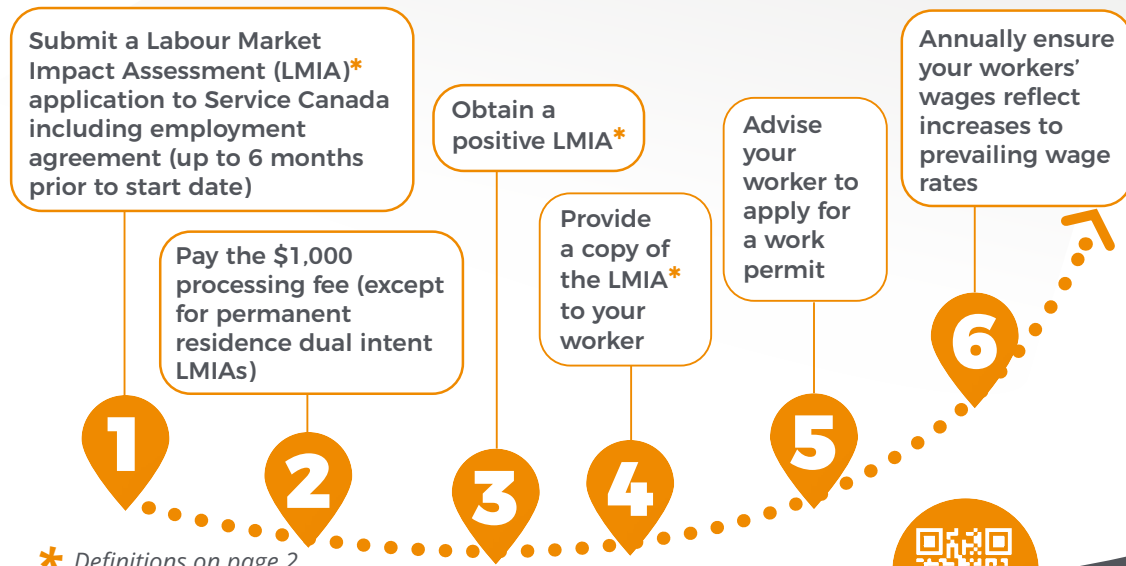 Submit a Labour Market
Impact Assessment (LMIA)*
application to Service Canada
including employment
agreement (up to 6 months
prior to start date)
1
Pay the $1,000
processing fee (except
for permanent
residence dual intent
LMIAs)
2
Obtain a
positive LMIA*
3
Provide
a copy of
the LMIA*
to your
worker
4
Advise
your
worker to
apply for
a work
permit
5
Annually ensure
your workers'
wages reflect
increases to
prevailing wage
rates
6
* Definitions on page 2